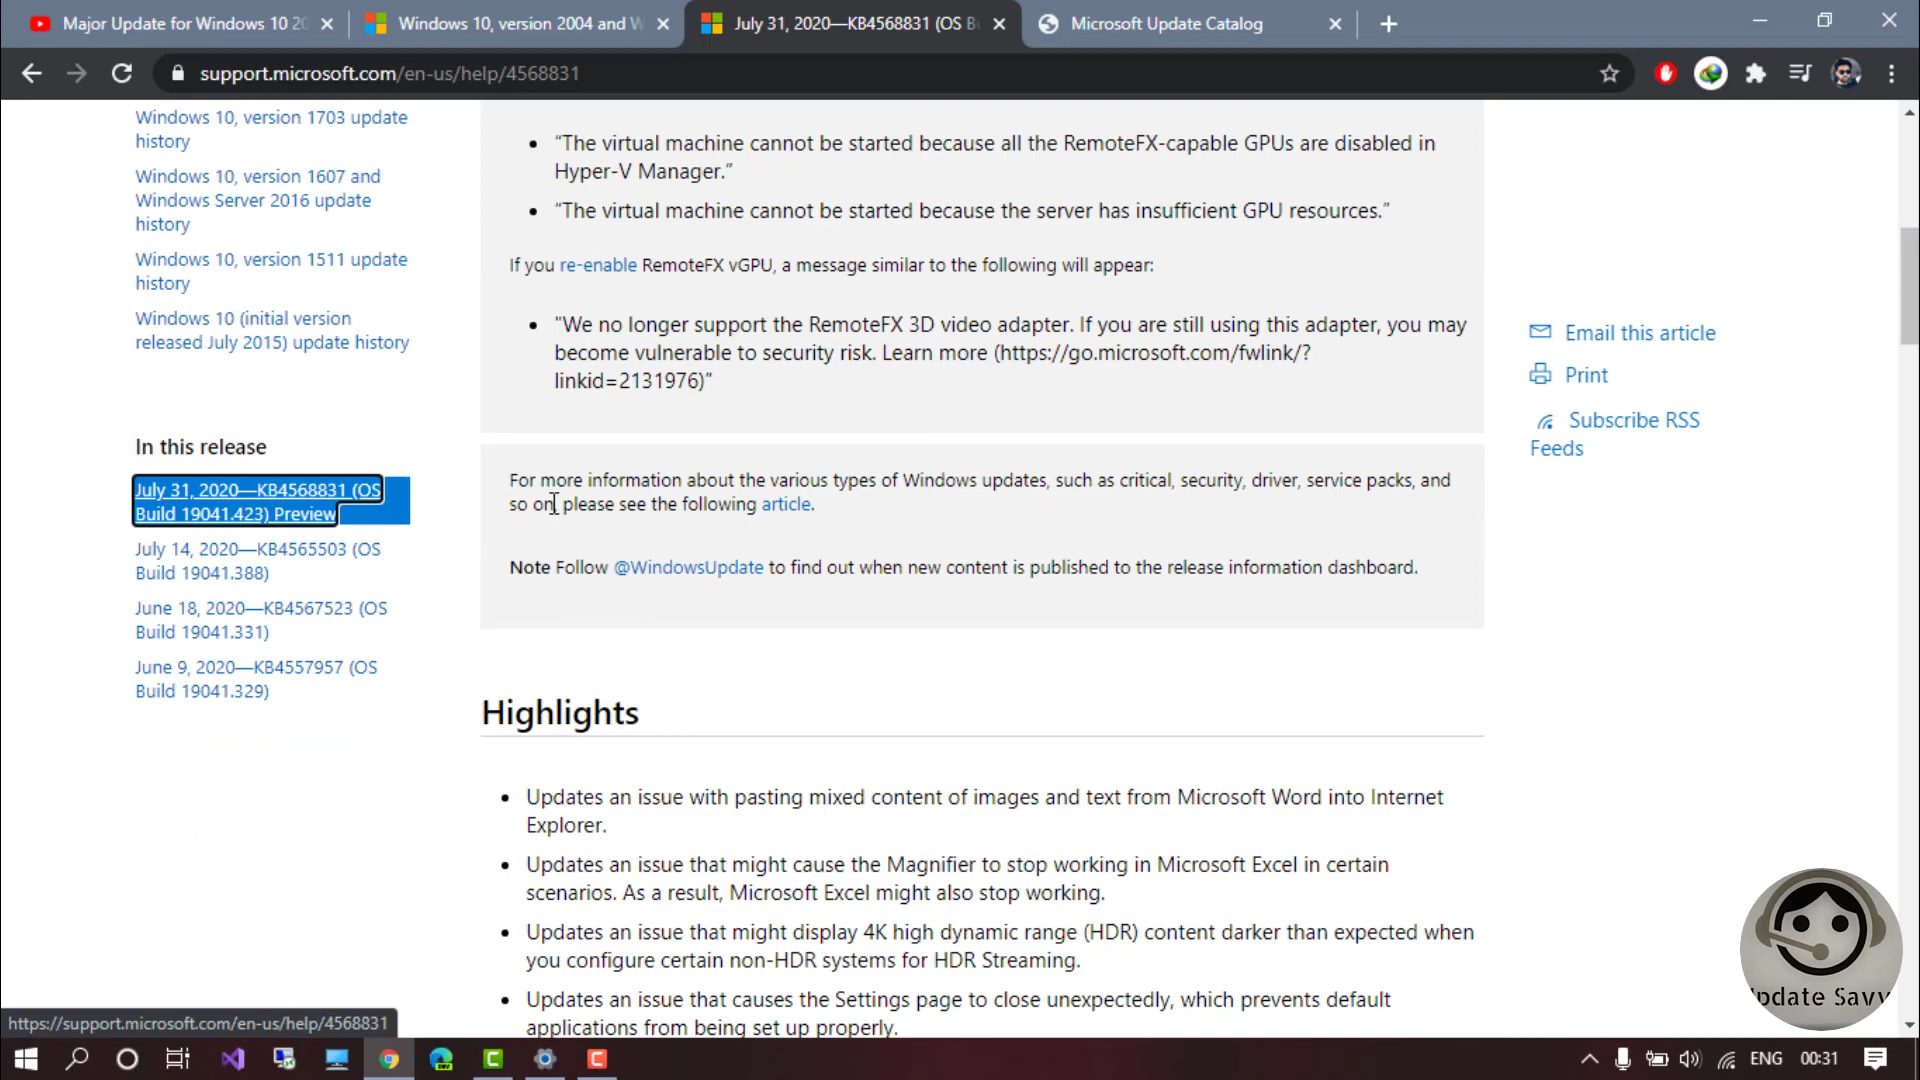 Major Update for Windows 10 20
Windows 10, version 2004 and W
July 31, 2020—KB4568831 (OS B
Microsoft Update Catalog
support.microsoft.com/en-us/help/4568831
Windows 10, version 1703 update
history
Windows 10, version 1607 and
Windows Server 2016 update
history
Windows 10, version 1511 update
history
Windows 10 (initial version
released July 2015) update history
In this release
July 31, 2020—KB4568831 (OS
Build 19041.423) Preview
July 14, 2020—KB4565503 (OS
Build 19041.388)
June 18, 2020—KB4567523 (OS
Build 19041.331)
June 9, 2020—KB4557957 (OS
Build 19041.329)
“The virtual machine cannot be started because all the RemoteFX-capable GPUs are disabled in
Hyper-V Manager.”
“The virtual machine cannot be started because the server has insufficient GPU resources.”
If you re-enable RemoteFX vGPU, a message similar to the following will appear:
"We no longer support the RemoteFX 3D video adapter. If you are still using this adapter, you may
become vulnerable to security risk. Learn more (https://go.microsoft.com/fwlink/?
linkid=2131976)”
For more information about the various types of Windows updates, such as critical, security, driver, service packs, and
so on, please see the following article.
Note Follow @WindowsUpdate to find out when new content is published to the release information dashboard.
Highlights
Updates an issue with pasting mixed content of images and text from Microsoft Word into Internet
Explorer.
Updates an issue that might cause the Magnifier to stop working in Microsoft Excel in certain
scenarios. As a result, Microsoft Excel might also stop working.
Updates an issue that might display 4K high dynamic range (HDR) content darker than expected when
you configure certain non-HDR systems for HDR Streaming.
Updates an issue that causes the Settings page to close unexpectedly, which prevents default
applications from being set up properly.
Email this article
Print
Subscribe RSS
Feeds
pdate Savv
https://support.microsoft.com/en-us/help/4568831
ENG
00:31